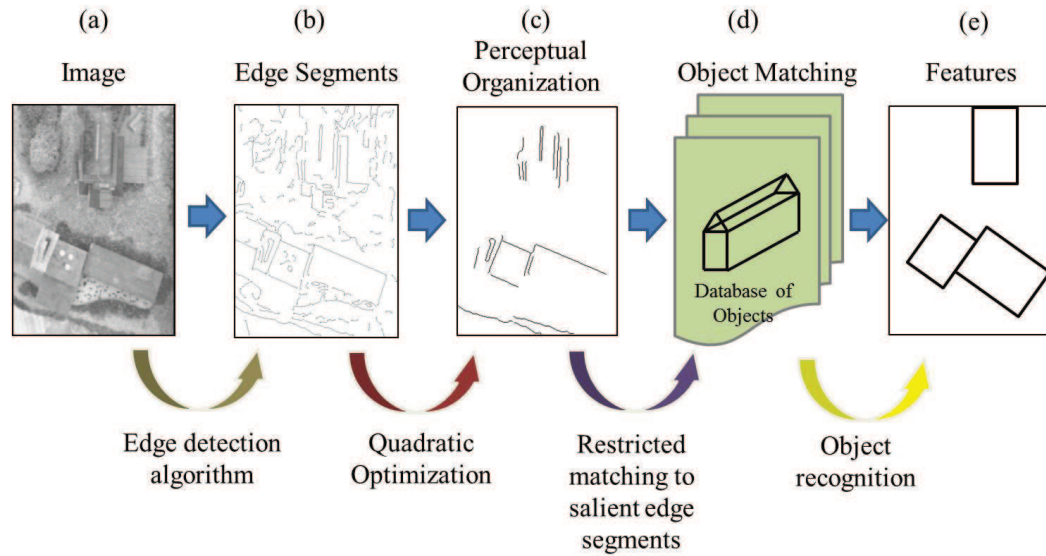 (a)
(b)
(c)
(d)
(e)
Image
Edge Segments
Perceptual
Organization
Object Matching
Features
Database of
Objects
Edge detection
algorithm
Quadratic
Optimization
Restricted
matching to
salient edge
segments
Object
recognition